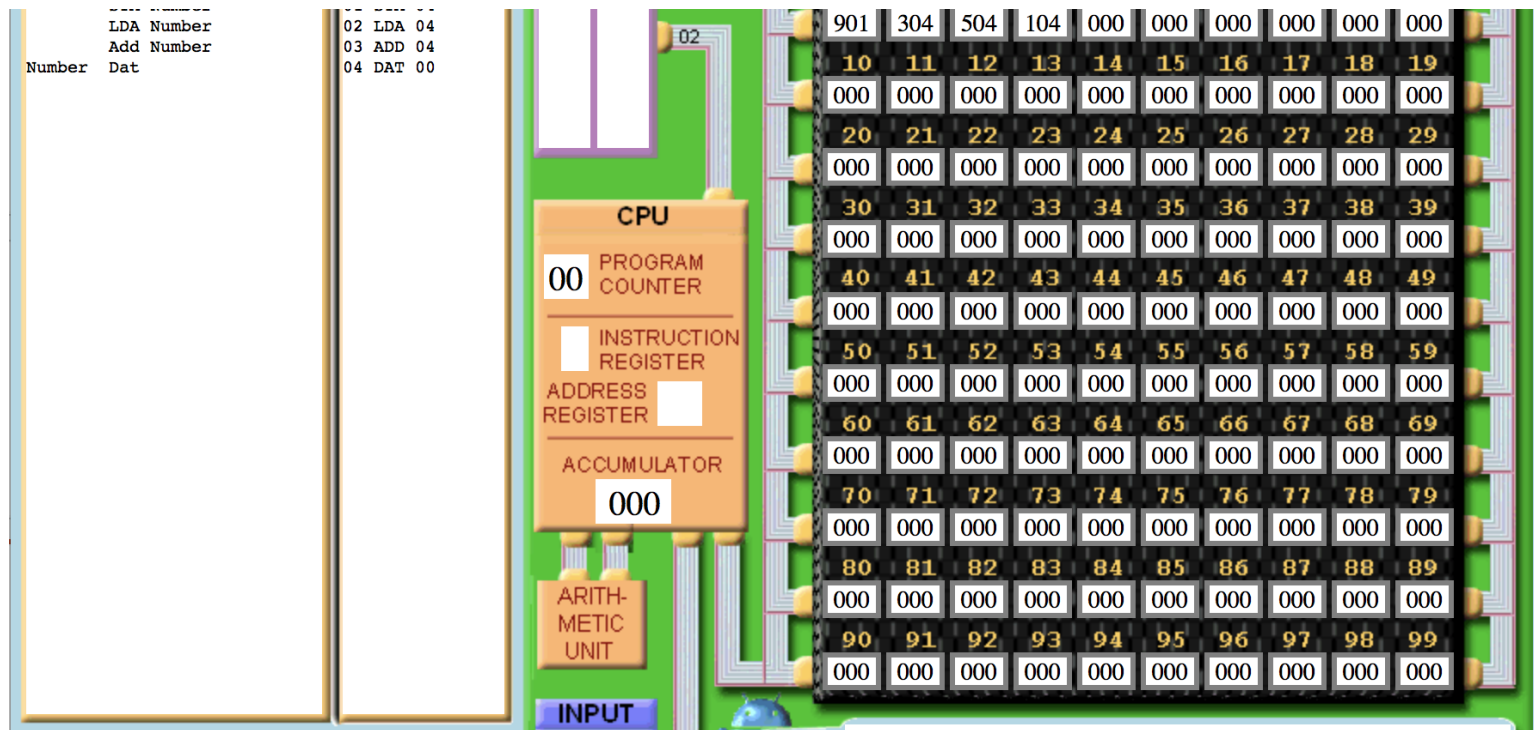 LDA Number
Add Number
Number Dat
02 LDA 04
03 ADD 04
04 DAT 00
02
CPU
00 PROGRAM
COUNTER
INSTRUCTION
REGISTER
ADDRESS
REGISTER
ACCUMULATOR
000
ARITH-
METIC
UNIT
INPUT
901 304 504 104 000 000 000 000 000 000
10 11 12 13 14 15 16 17 18 19
000 000 000 000 000 000 000 000 000 000
20 21 22 23 24 25 26 27 28 29
000 000 000 000 000 000 000 000 000 000
30 31 32 33 34 35 36 37 38 39
000 000 000 000 000 000 000 000 000 000
40 41 42 43 44 45 46 47 48 49
000 000 000 000 000 000 000 000 000 000
50 51 52 53 54 55 56 57 58 59
000 000 000 000 000 000 000 000 000 000
60 61 62 63 64 65 66 67 68 69
000 000 000 000 000 000 000 000 000 000
70 71 72 73 74 75 76 77 78 79
000 000 000 000 000 000 000 000 000 000
80 81 82 83 84 85 86 87 88 89
000 000 000 000 000 000 000 000 000 000
90 91 92 93 94 95 96 97 98 99
000 000 000 000 000 000 000 000 000 000